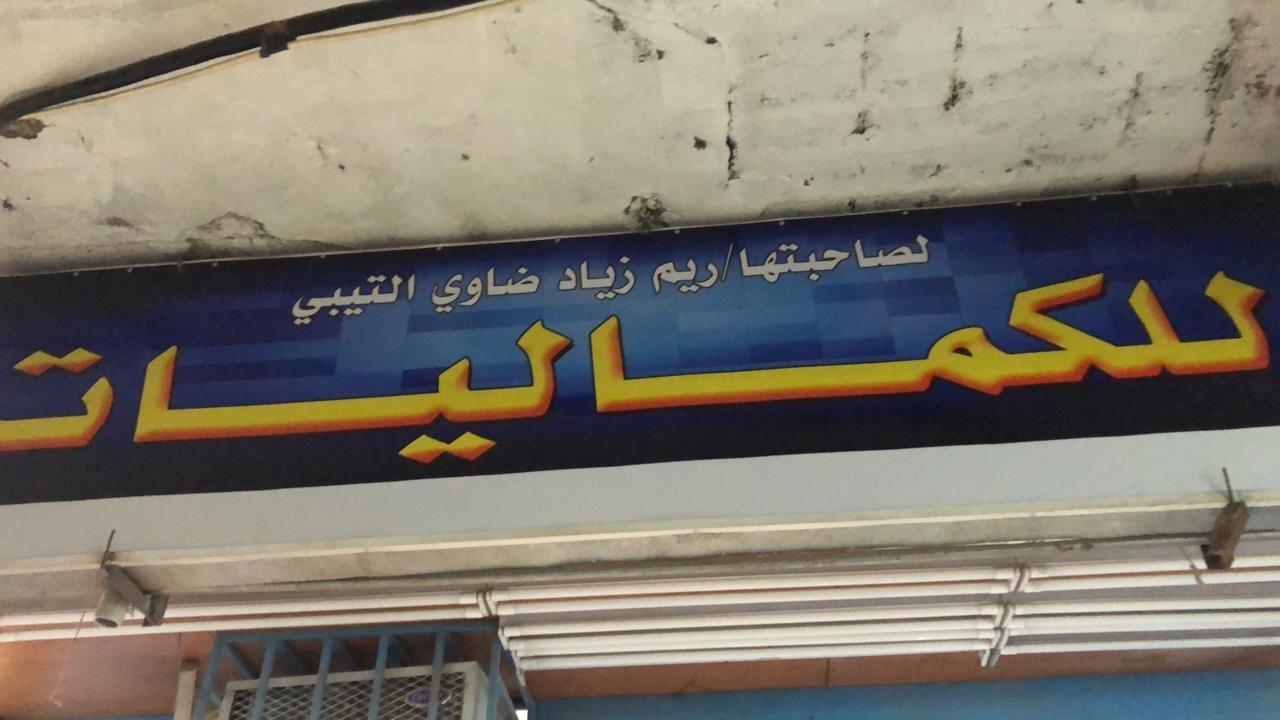 لصاحبتها/ريم زياد ضاوي التيبي
للكماليات